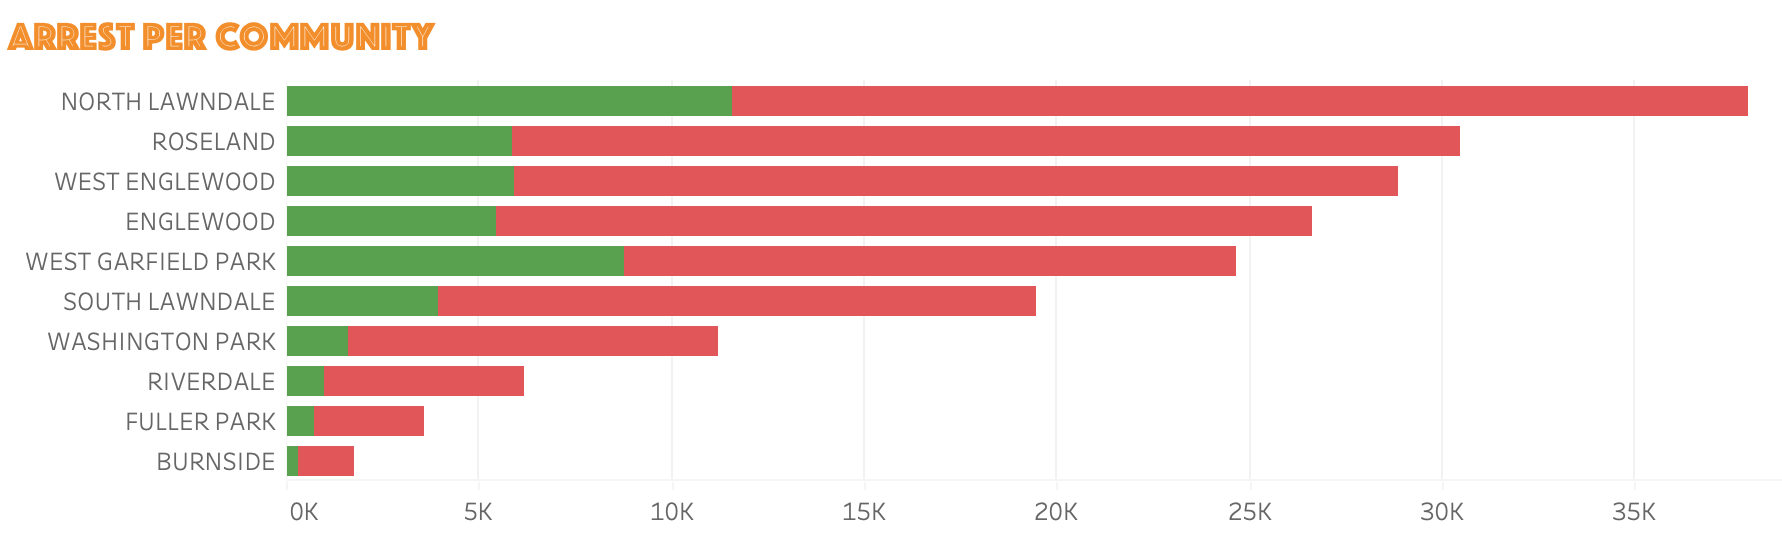 ARREST PER COMMUNITY
NORTH LAWNDALE
ROSELAND
WEST ENGLEWOOD
ENGLEWOOD
WEST GARFIELD PARK
SOUTH LAWNDALE
WASHINGTON PARK
RIVERDALE
FULLER PARK
BURNSIDE
0K 5K 10K 15K 20K 25K 30K 35K